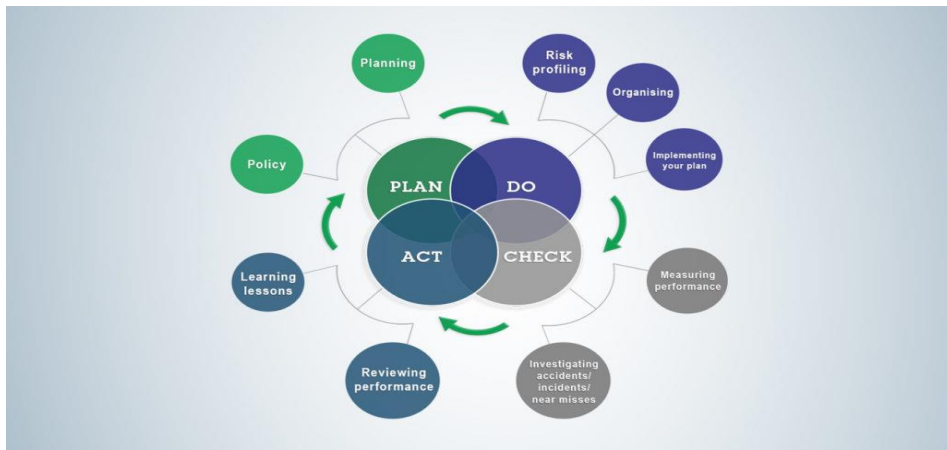 Planning
Risk
profiling
Organising
Policy
Implementing
your plan
PLAN
DO
ACT
CHECK
Learning
lessons
Measuring
performance
Reviewing
performance
Investigating
accidents/
incidents/
near misses